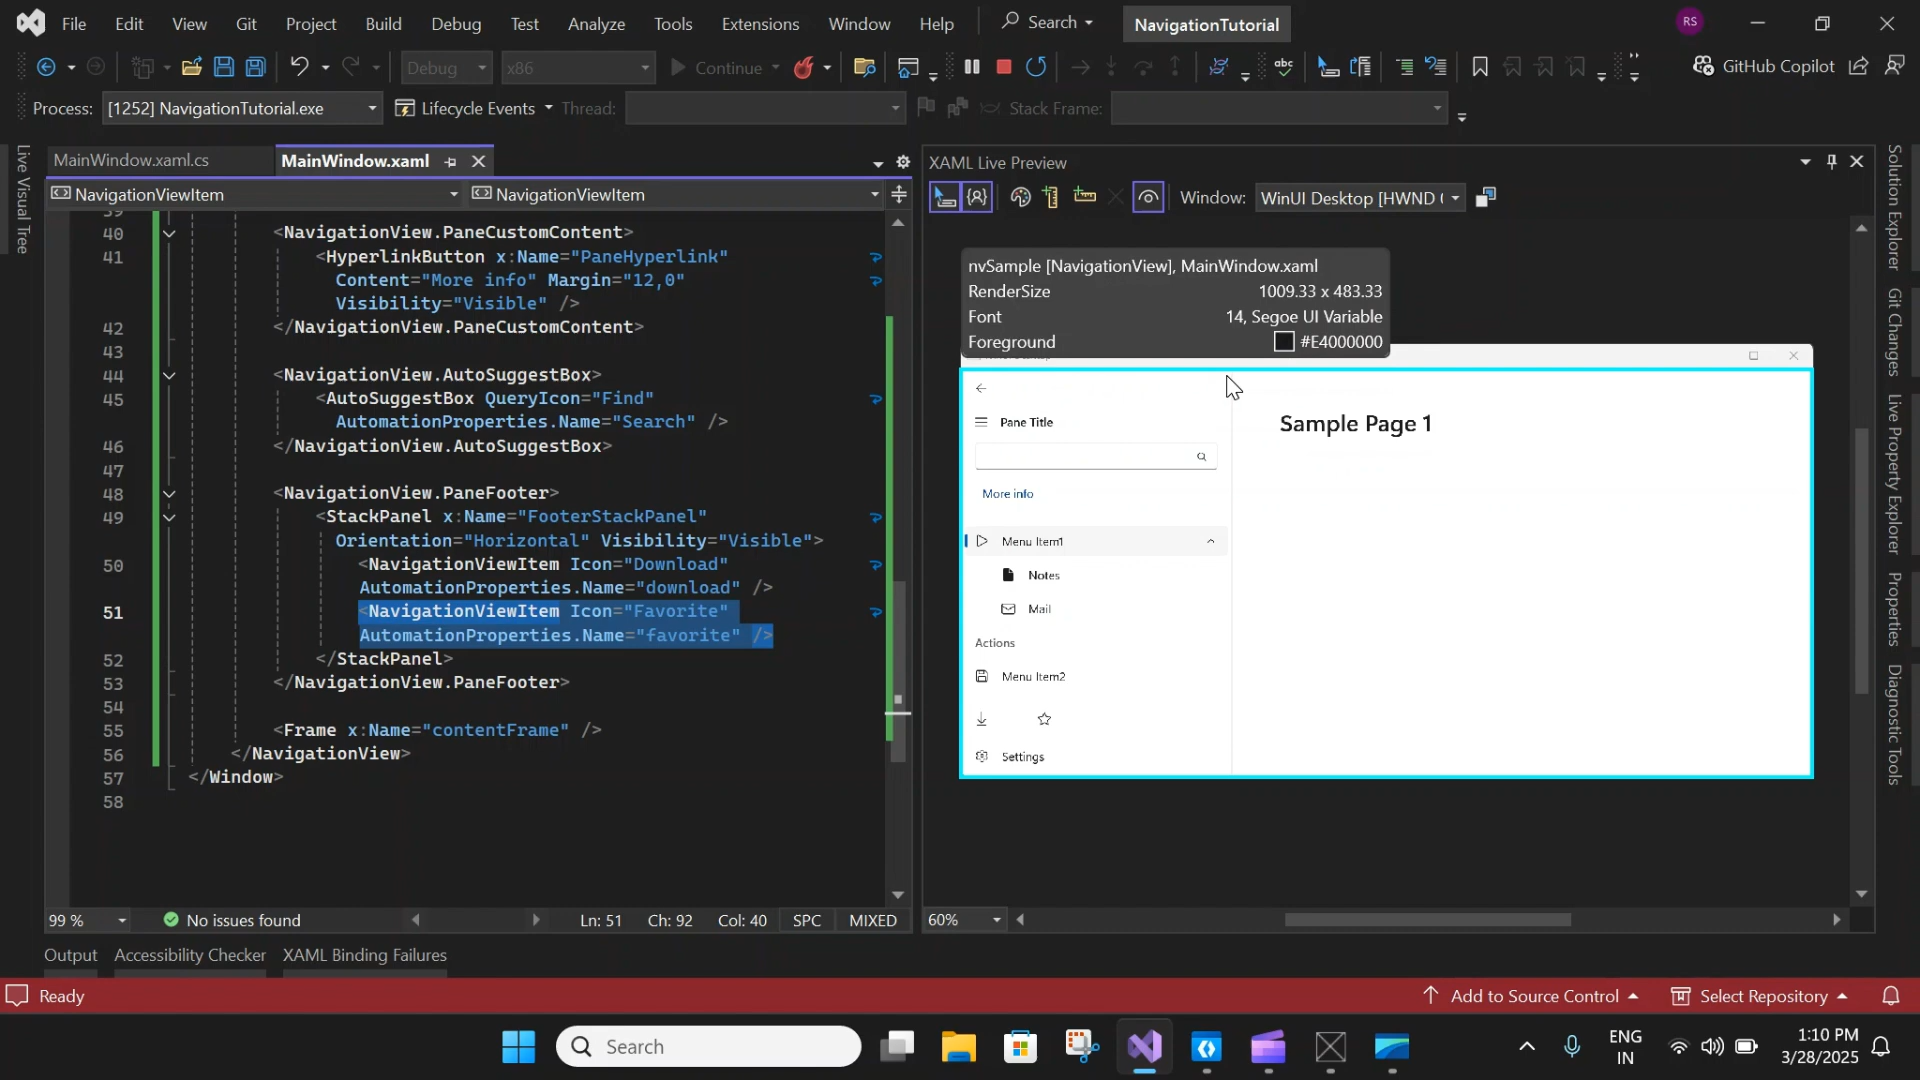 File Edit View Git Project Build Debug Test Analyze Tools Extensions Window Help Search NavigationTutorial RS
Debug x86 Continue GitHub Copilot
Process: [1252] NavigationTutorial.exe Lifecycle Events Thread: Stack Frame:
Live Visual Tree
MainWindow.xaml.cs MainWindow.xaml
NavigationViewItem NavigationViewItem
39
40 <NavigationView.PaneCustomContent>
41 <HyperlinkButton x:Name="PaneHyperlink"
Content="More info" Margin="12,0"
Visibility="Visible" />
42 </NavigationView.PaneCustomContent>
43
44 <NavigationView.AutoSuggestBox>
45 <AutoSuggestBox QueryIcon="Find"
AutomationProperties.Name="Search" />
46 </NavigationView.AutoSuggestBox>
47
48 <NavigationView.PaneFooter>
49 <StackPanel x:Name="FooterStackPanel"
Orientation="Horizontal" Visibility="Visible">
50 <NavigationViewItem Icon="Download"
AutomationProperties.Name="download" />
51 <NavigationViewItem Icon="Favorite"
AutomationProperties.Name="favorite" />
52 </StackPanel>
53 </NavigationView.PaneFooter>
54
55 <Frame x:Name="contentFrame" />
56 </NavigationView>
57 </Window>
58
99 % No issues found Ln: 51 Ch: 92 Col: 40 SPC MIXED
XAML Live Preview
Window: WinUI Desktop [HWND
nvSample [NavigationView], MainWindow.xaml
RenderSize 1009.33 x 483.33
Font 14, Segoe UI Variable
Foreground #E4000000
Pane Title
Sample Page 1
More info
Menu Item1
Notes
Mail
Actions
Menu Item2
Settings
60%
Solution Explorer
Git Changes
Live Property Explorer
Properties
Diagnostic Tools
Output Accessibility Checker XAML Binding Failures
Ready Add to Source Control Select Repository
Search
ENG
IN
1:10 PM
3/28/2025